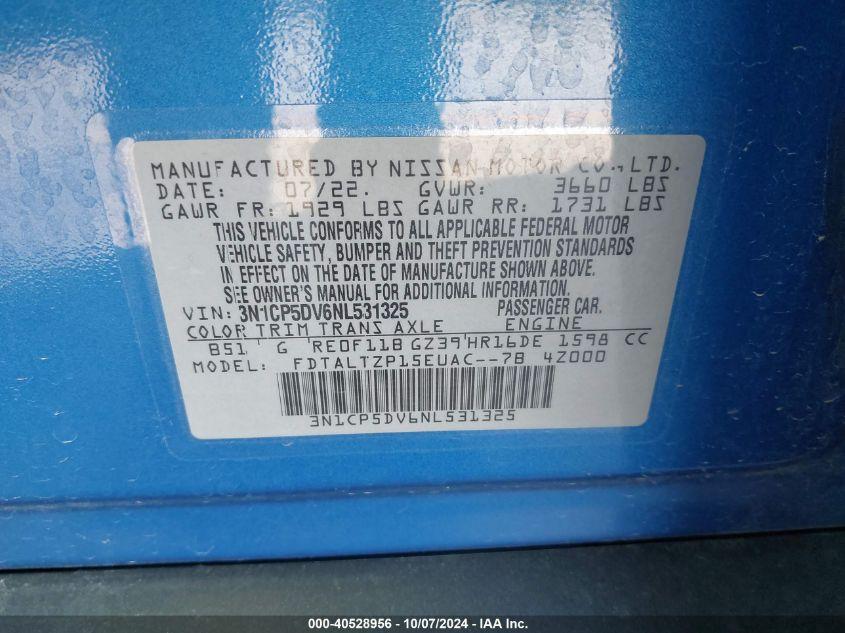 MANUFACTURED BY NISSAN MOTOR CO., LTD.
DATE: 07/22. GVWR: 3660 LBS
GAWR FR: 1929 LBS GAWR RR: 1731 LBS
THIS VEHICLE CONFORMS TO ALL APPLICABLE FEDERAL MOTOR
VEHICLE SAFETY, BUMPER AND THEFT PREVENTION STANDARDS
IN EFFECT ON THE DATE OF MANUFACTURE SHOWN ABOVE.
SEE OWNER'S MANUAL FOR ADDITIONAL INFORMATION.
VIN: 3N1CP5DV6NL531325 PASSENGER CAR.
COLOR TRIM TRANS AXLE ENGINE
B51 G RE0F11B GZ39 HR16DE 1598 CC
MODEL: FDTALTZP15EUAC--7B 4Z000
3N1CP5DV6NL531325
000-40528956 - 10/07/2024 - IAA Inc.